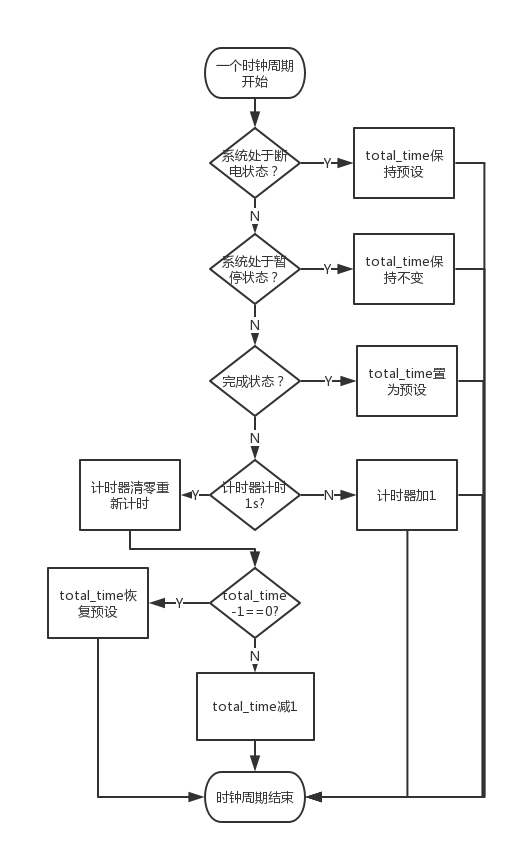 一个时钟周期
开始
系统处于断
电状态？
Y
total_time保
持预设
N
系统处于暂
停状态？
Y
total_time保
持不变
N
完成状态？
Y
total_time置
为预设
N
计时器清零重
新计时
Y
计时器计时
1s?
N
计时器加1
total_time恢
复预设
Y
total_time
-1==0?
N
total_time减1
时钟周期结束